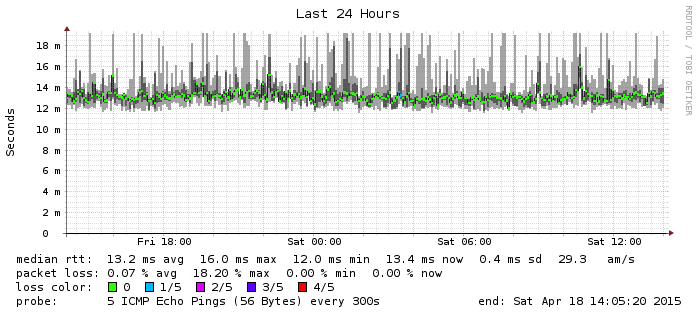 Last 24 Hours
RRDTOOL / TOBI OETIKER
Seconds
18 m
16 m
14 m
12 m
10 m
8 m
6 m
4 m
2 m
0
Fri 18:00 Sat 00:00 Sat 06:00 Sat 12:00
median rtt: 13.2 ms avg 16.0 ms max 12.0 ms min 13.4 ms now 0.4 ms sd 29.3 am/s
packet loss: 0.07 % avg 18.20 % max 0.00 % min 0.00 % now
loss color: 0 1/5 2/5 3/5 4/5
probe: 5 ICMP Echo Pings (56 Bytes) every 300s end: Sat Apr 18 14:05:20 2015